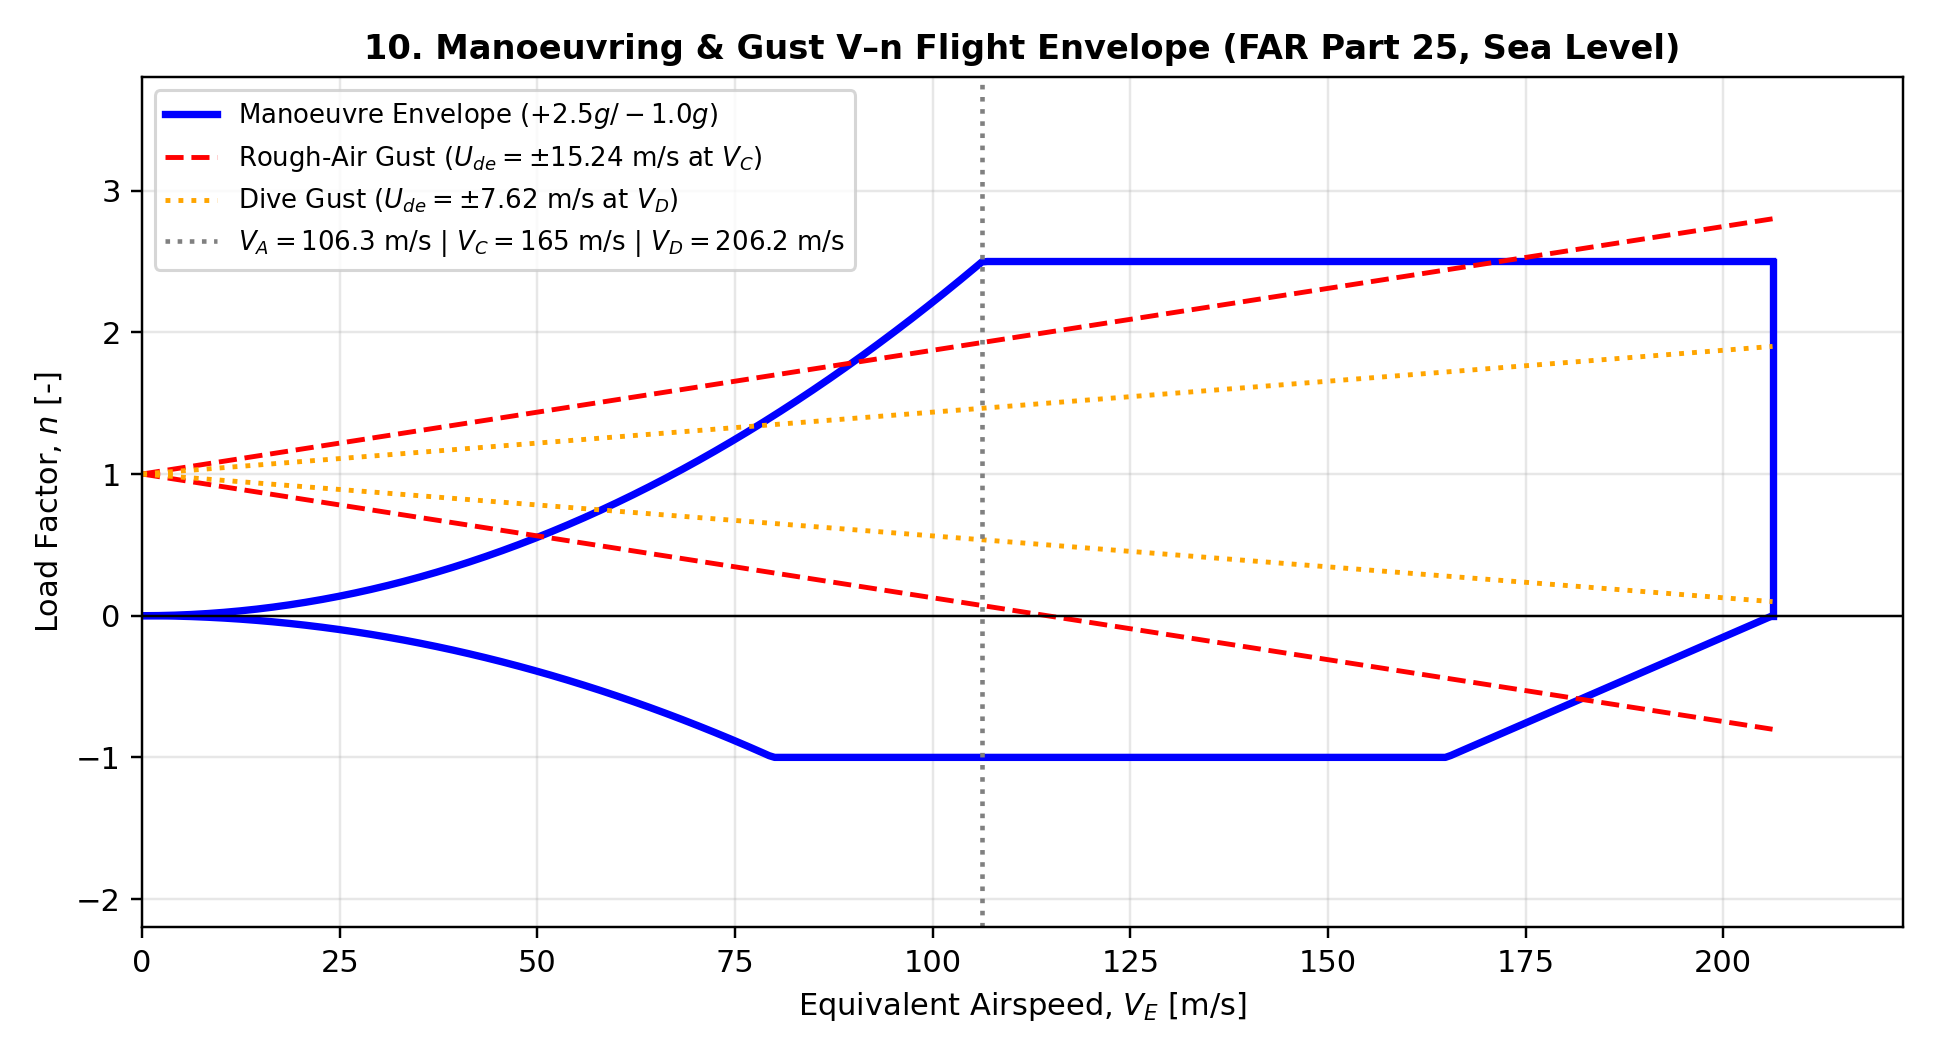 10. Manoeuvring & Gust V–n Flight Envelope (FAR Part 25, Sea Level)
Manoeuvre Envelope (+2.5g/ − 1.0g)
Rough-Air Gust (U_de = ±15.24 m/s at V_C)
Dive Gust (U_de = ±7.62 m/s at V_D)
V_A = 106.3 m/s | V_C = 165 m/s | V_D = 206.2 m/s
Load Factor, n [-]
3
2
1
0
−1
−2
0 25 50 75 100 125 150 175 200
Equivalent Airspeed, V_E [m/s]